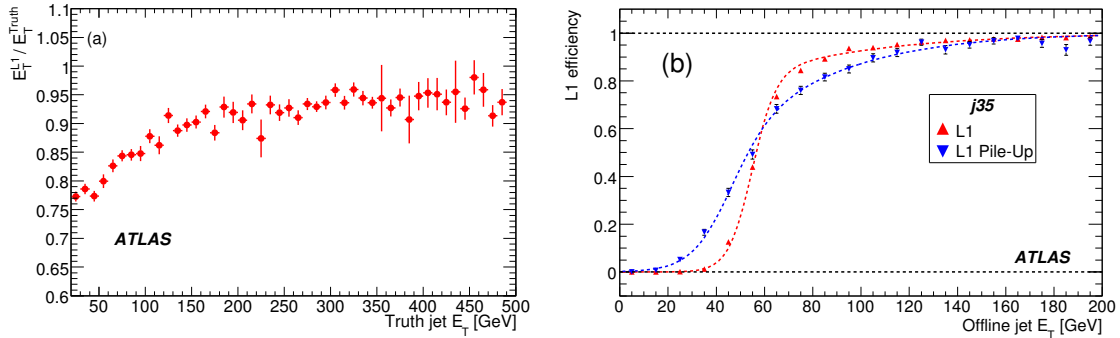 E_T^L1 / E_T^Truth
1.1
1.05
1
0.95
0.9
0.85
0.8
0.75
0.7
0.65
0.6
(a)
ATLAS
50 100 150 200 250 300 350 400 450 500
Truth jet E_T [GeV]
L1 efficiency
1
0.8
0.6
0.4
0.2
0
(b)
j35
L1
L1 Pile-Up
ATLAS
0 20 40 60 80 100 120 140 160 180 200
Offline jet E_T [GeV]